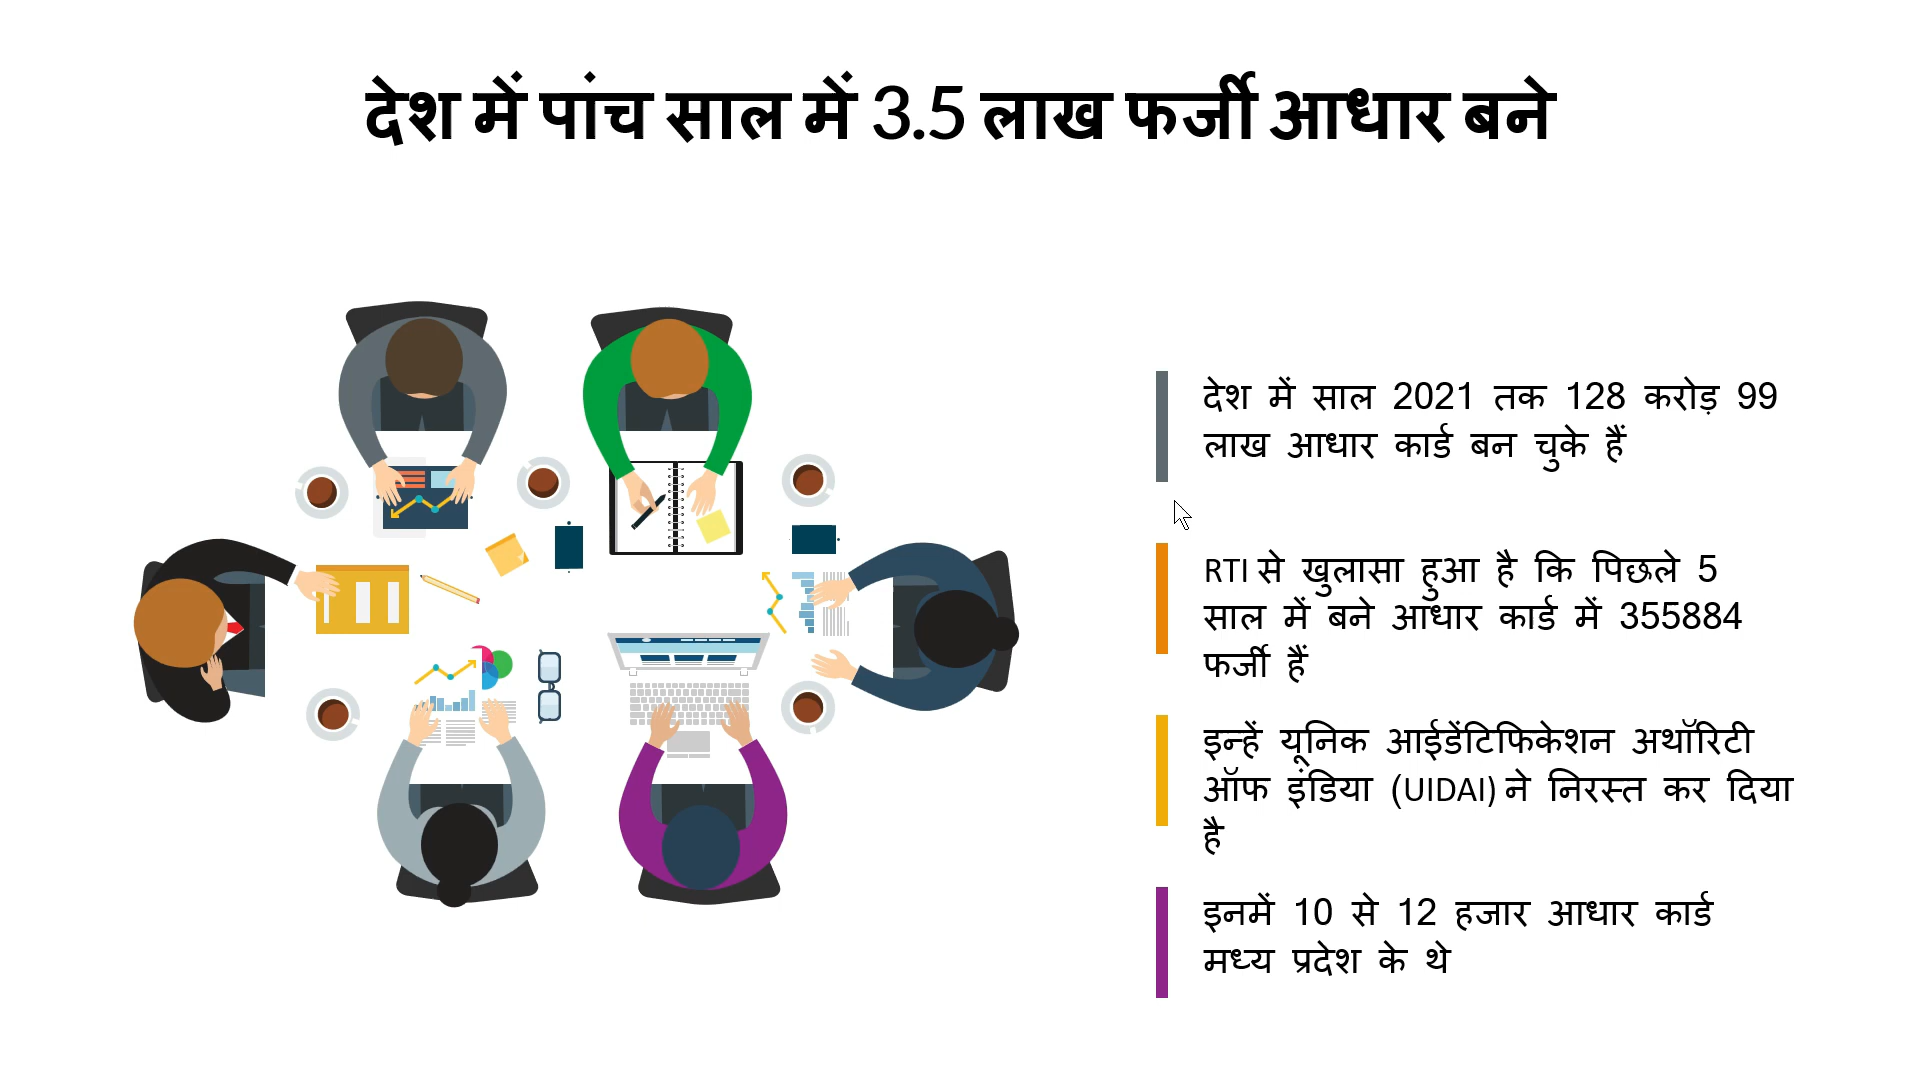 देश में पांच साल में 3.5 लाख फर्जी आधार बने
देश में साल 2021 तक 128 करोड़ 99
लाख आधार कार्ड बन चुके हैं
RTI से खुलासा हुआ है कि पिछले 5
साल में बने आधार कार्ड में 355884
फर्जी हैं
इन्हें यूनिक आईडेंटिफिकेशन अथॉरिटी
ऑफ इंडिया (UIDAI) ने निरस्त कर दिया
है
इनमें 10 से 12 हजार आधार कार्ड
मध्य प्रदेश के थे